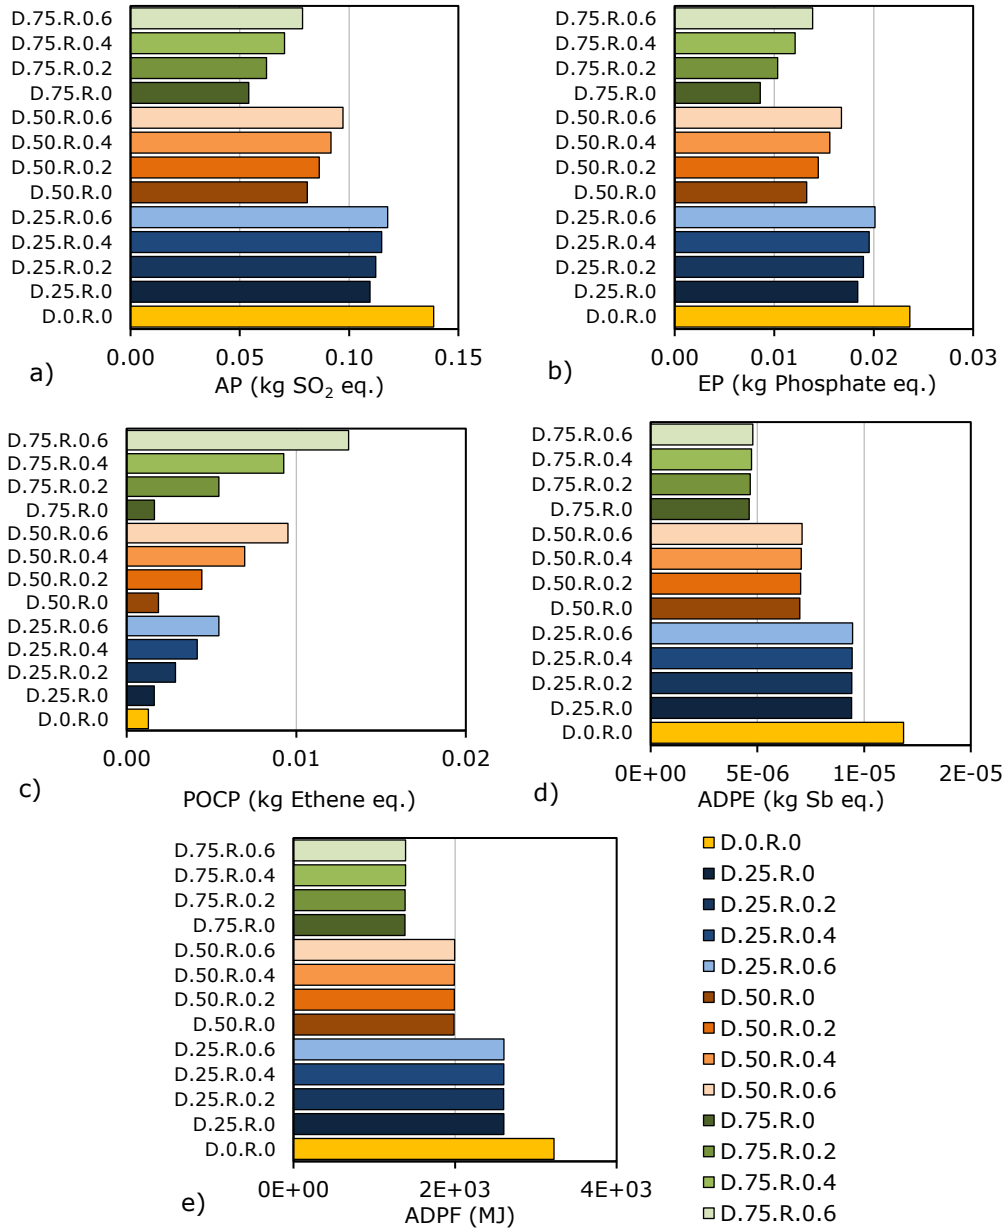 D.75.R.0.6
D.75.R.0.4
D.75.R.0.2
D.75.R.0
D.50.R.0.6
D.50.R.0.4
D.50.R.0.2
D.50.R.0
D.25.R.0.6
D.25.R.0.4
D.25.R.0.2
D.25.R.0
D.0.R.0
0.00 0.05 0.10 0.15
a) AP (kg SO₂ eq.)
D.75.R.0.6
D.75.R.0.4
D.75.R.0.2
D.75.R.0
D.50.R.0.6
D.50.R.0.4
D.50.R.0.2
D.50.R.0
D.25.R.0.6
D.25.R.0.4
D.25.R.0.2
D.25.R.0
D.0.R.0
0.00 0.01 0.02 0.03
b) EP (kg Phosphate eq.)
D.75.R.0.6
D.75.R.0.4
D.75.R.0.2
D.75.R.0
D.50.R.0.6
D.50.R.0.4
D.50.R.0.2
D.50.R.0
D.25.R.0.6
D.25.R.0.4
D.25.R.0.2
D.25.R.0
D.0.R.0
0.00 0.01 0.02
c) POCP (kg Ethene eq.)
D.75.R.0.6
D.75.R.0.4
D.75.R.0.2
D.75.R.0
D.50.R.0.6
D.50.R.0.4
D.50.R.0.2
D.50.R.0
D.25.R.0.6
D.25.R.0.4
D.25.R.0.2
D.25.R.0
D.0.R.0
0E+00 5E-06 1E-05 2E-05
d) ADPE (kg Sb eq.)
D.75.R.0.6
D.75.R.0.4
D.75.R.0.2
D.75.R.0
D.50.R.0.6
D.50.R.0.4
D.50.R.0.2
D.50.R.0
D.25.R.0.6
D.25.R.0.4
D.25.R.0.2
D.25.R.0
D.0.R.0
0E+00 2E+03 4E+03
e) ADPF (MJ)
D.0.R.0
D.25.R.0
D.25.R.0.2
D.25.R.0.4
D.25.R.0.6
D.50.R.0
D.50.R.0.2
D.50.R.0.4
D.50.R.0.6
D.75.R.0
D.75.R.0.2
D.75.R.0.4
D.75.R.0.6